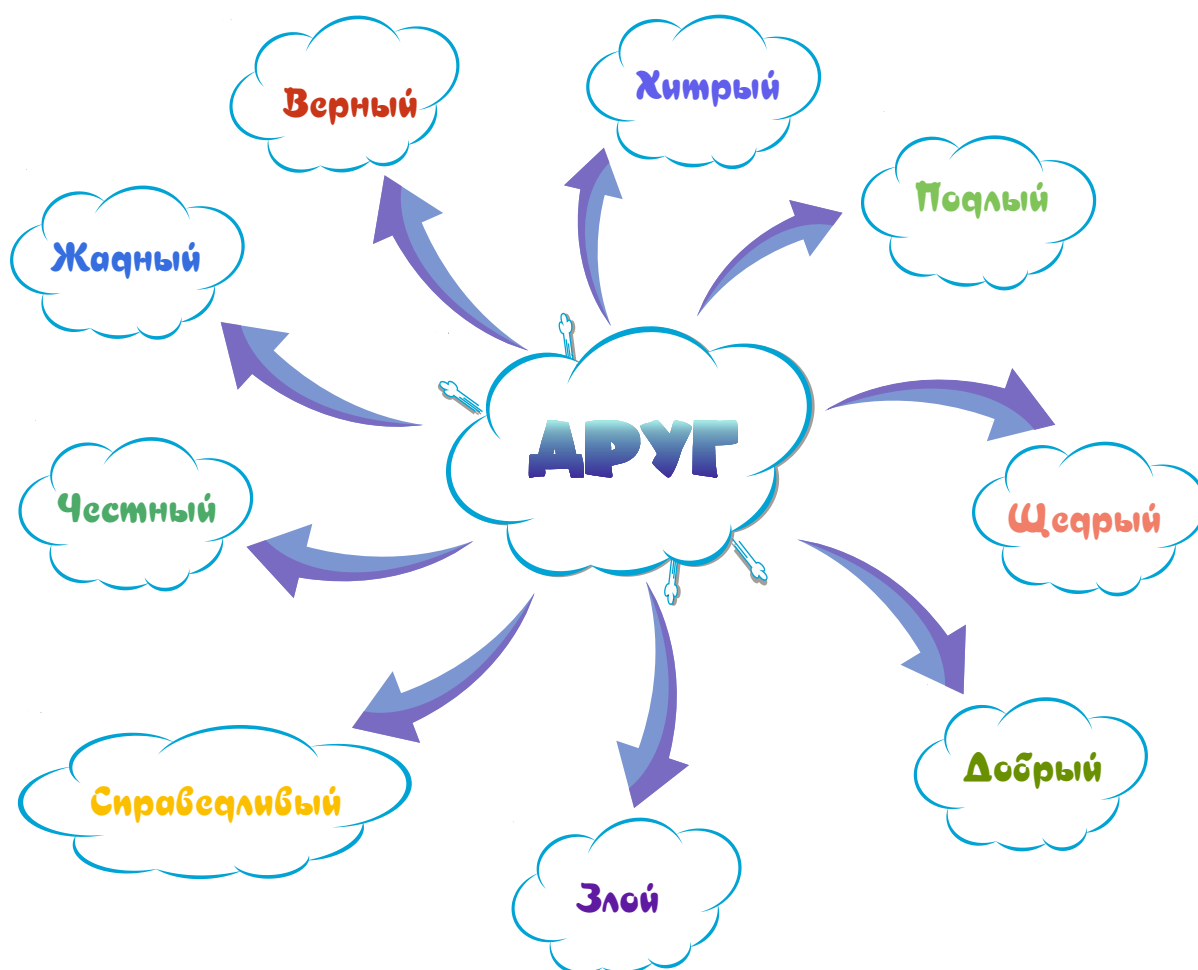 Хитрый
Верный
Подлый
Жадный
ДРУГ
Честный
Щедрый
Добрый
Справедливый
Злой